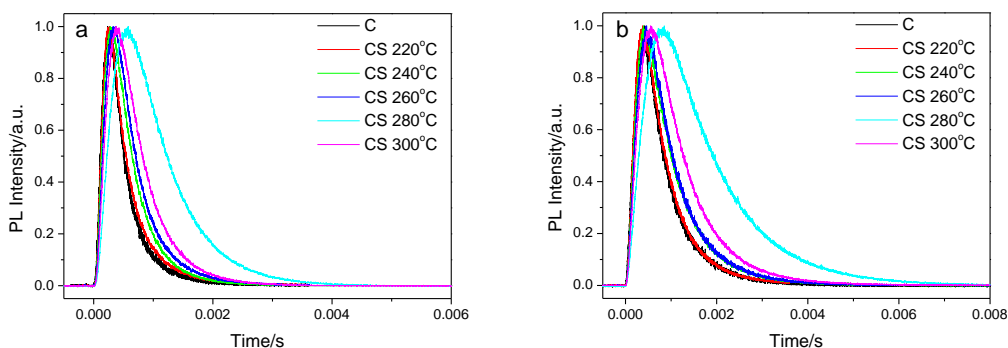 a
C
CS 220°C
CS 240°C
CS 260°C
CS 280°C
CS 300°C
PL Intensity/a.u.
1.0
0.8
0.6
0.4
0.2
0.0
0.000 0.002 0.004 0.006
Time/s
b
C
CS 220°C
CS 240°C
CS 260°C
CS 280°C
CS 300°C
PL Intensity/a.u.
1.0
0.8
0.6
0.4
0.2
0.0
0.000 0.002 0.004 0.006 0.008
Time/s